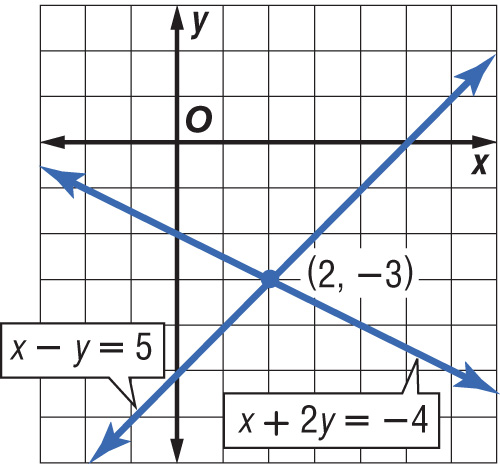 y
O
x
(2, −3)
x − y = 5
x + 2y = −4